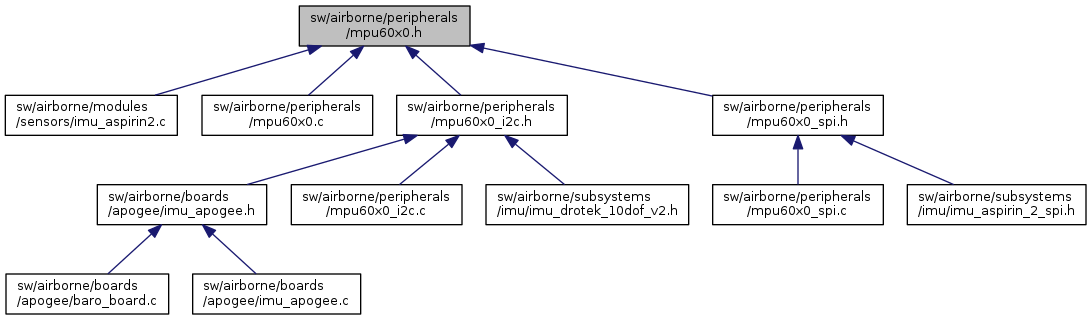 sw/airborne/peripherals
/mpu60x0.h
sw/airborne/modules
/sensors/imu_aspirin2.c
sw/airborne/peripherals
/mpu60x0.c
sw/airborne/peripherals
/mpu60x0_i2c.h
sw/airborne/peripherals
/mpu60x0_spi.h
sw/airborne/boards
/apogee/imu_apogee.h
sw/airborne/peripherals
/mpu60x0_i2c.c
sw/airborne/subsystems
/imu/imu_drotek_10dof_v2.h
sw/airborne/peripherals
/mpu60x0_spi.c
sw/airborne/subsystems
/imu/imu_aspirin_2_spi.h
sw/airborne/boards
/apogee/baro_board.c
sw/airborne/boards
/apogee/imu_apogee.c